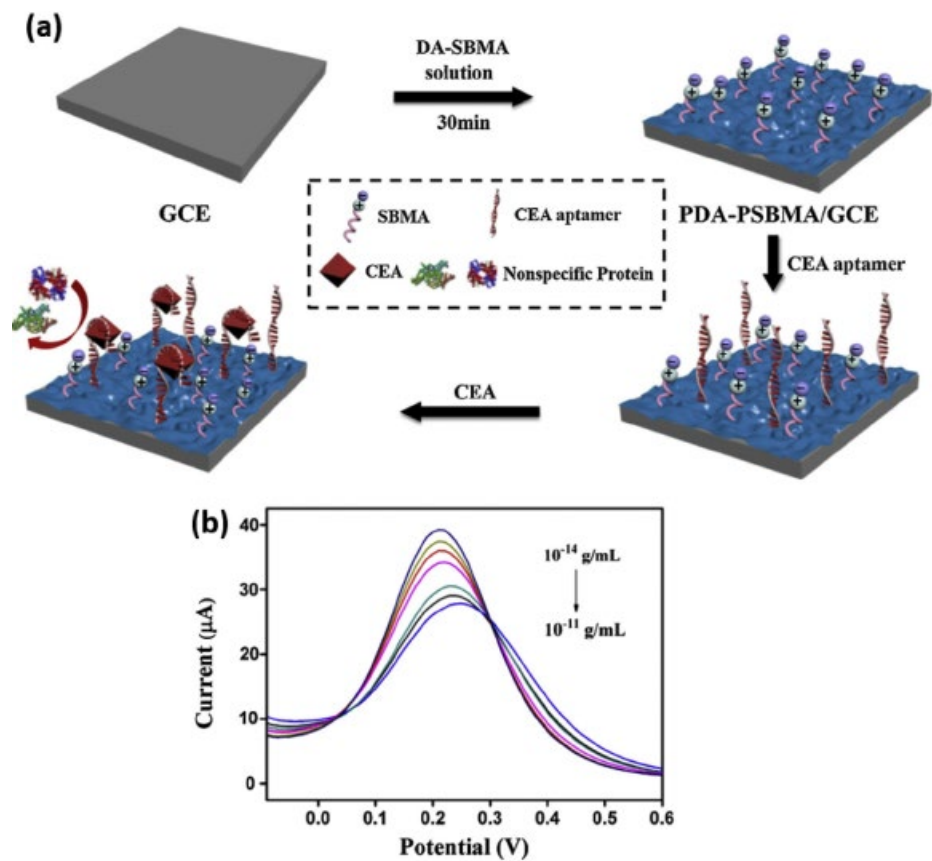 (a)
DA-SBMA
solution
30min
GCE
SBMA
CEA aptamer
CEA
Nonspecific Protein
PDA-PSBMA/GCE
CEA aptamer
CEA
(b)
40
30
20
10
0
Current (μA)
10⁻¹⁴ g/mL
10⁻¹¹ g/mL
0.0 0.1 0.2 0.3 0.4 0.5 0.6
Potential (V)